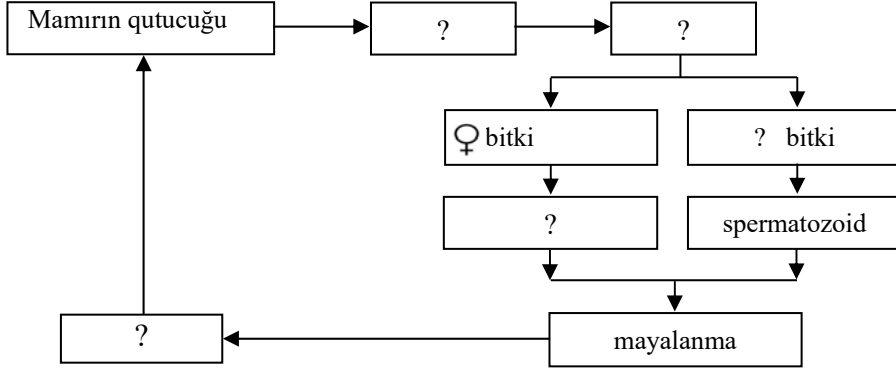 Mamırın qutucuğu
?
?
♀ bitki
? bitki
?
spermatozoid
?
mayalanma